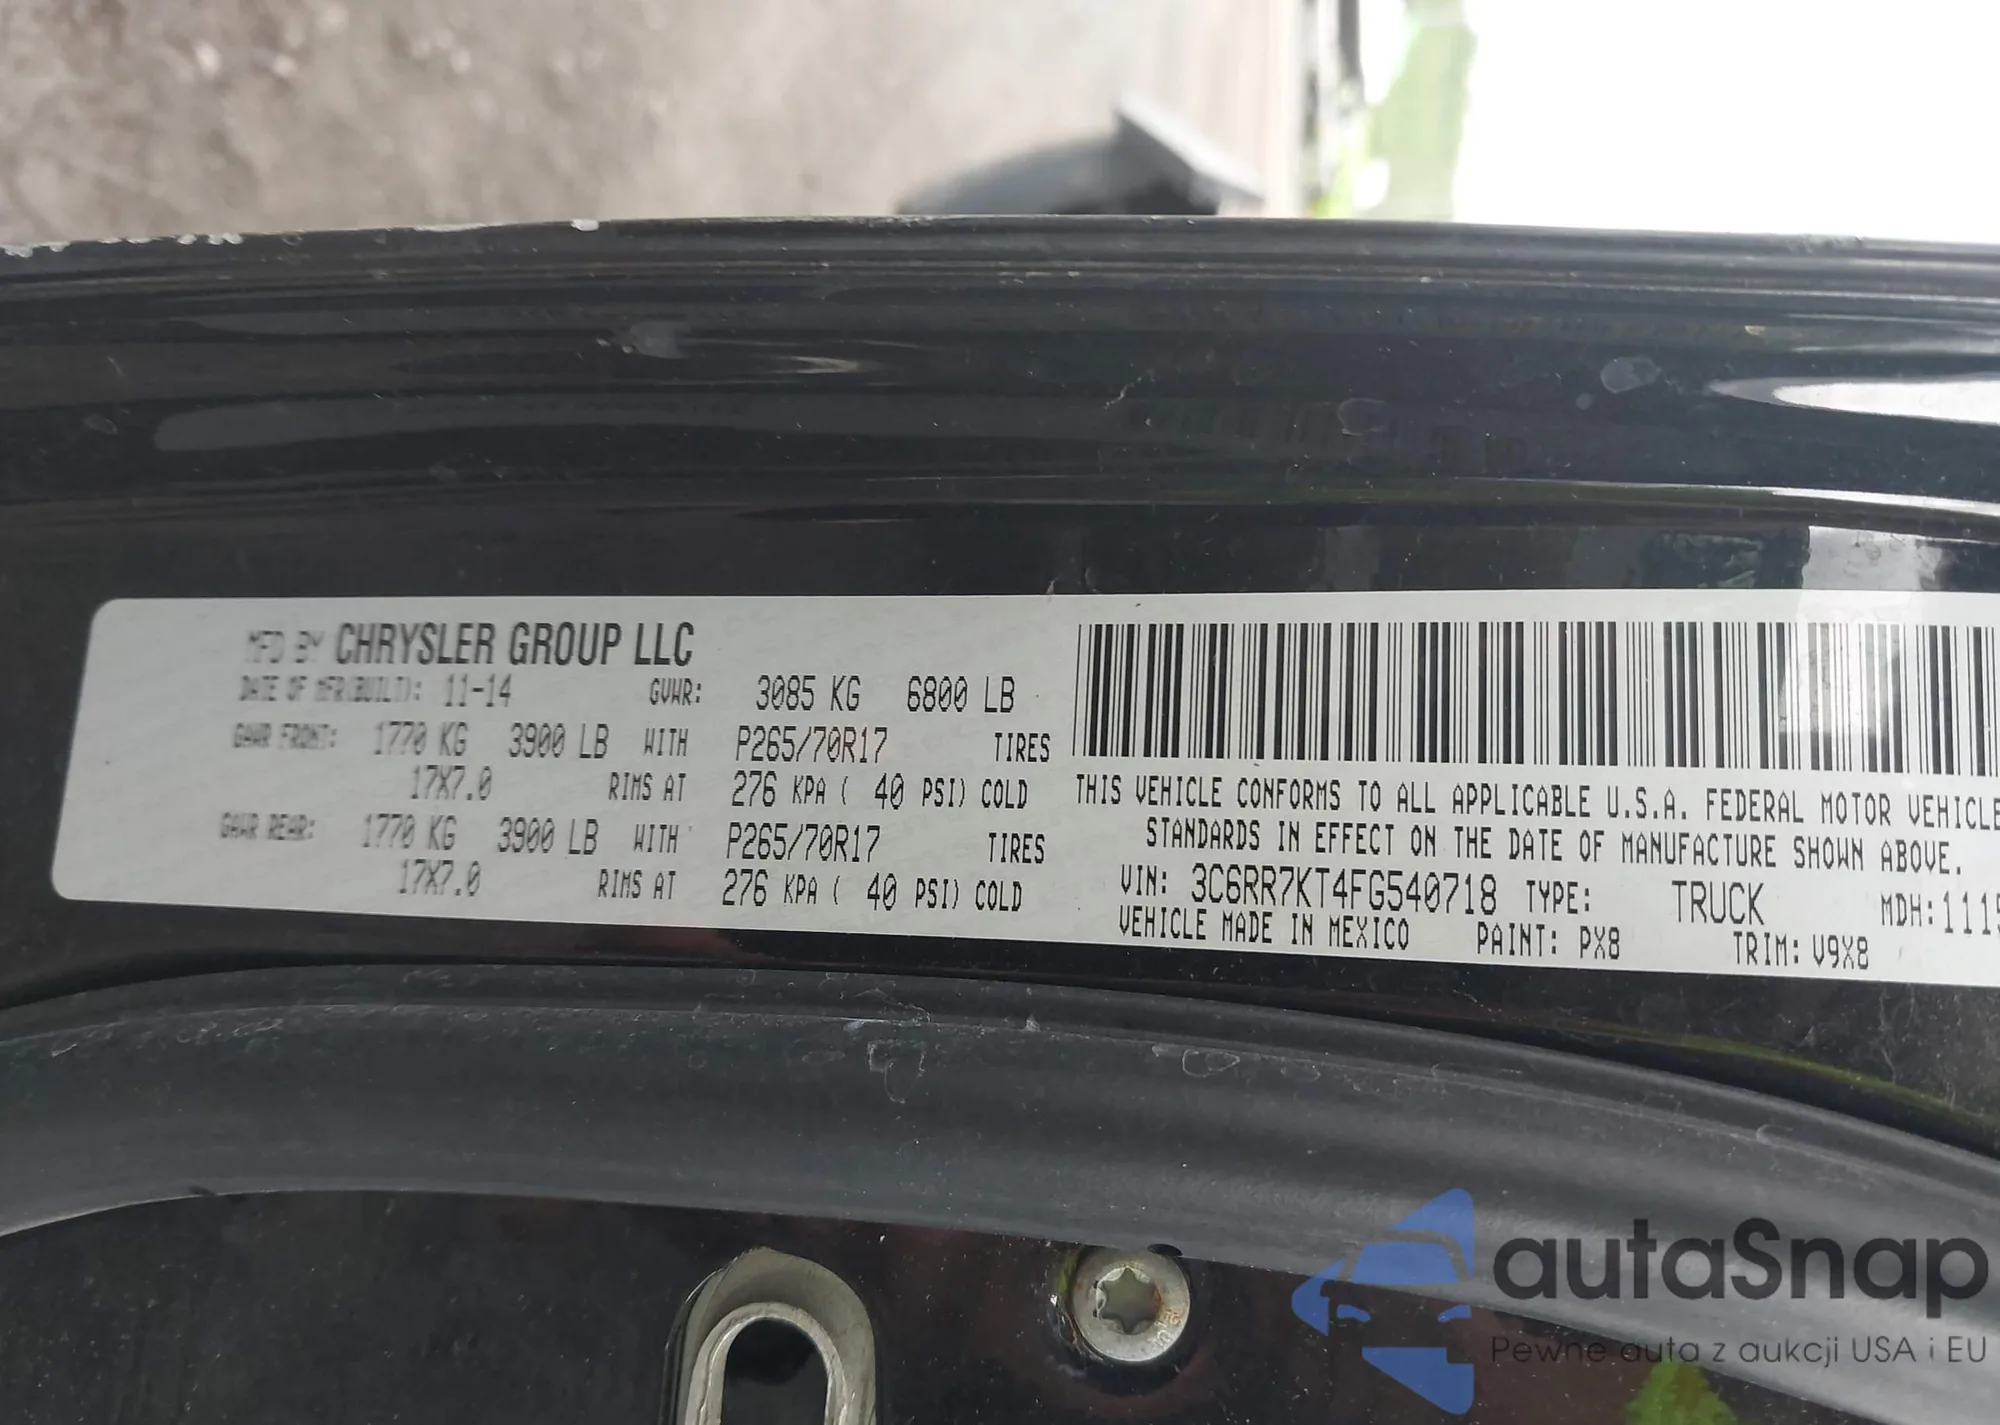 MFD BY CHRYSLER GROUP LLC
DATE OF MFR(BUILT): 11-14 GVWR: 3085 KG 6800 LB
GAWR FRONT: 1770 KG 3900 LB WITH P265/70R17 TIRES
17X7.0 RIMS AT 276 KPA ( 40 PSI) COLD
GAWR REAR: 1770 KG 3900 LB WITH P265/70R17 TIRES
17X7.0 RIMS AT 276 KPA ( 40 PSI) COLD
THIS VEHICLE CONFORMS TO ALL APPLICABLE U.S.A. FEDERAL MOTOR VEHICLE
STANDARDS IN EFFECT ON THE DATE OF MANUFACTURE SHOWN ABOVE.
VIN: 3C6RR7KT4FG540718 TYPE: TRUCK MDH:1115
VEHICLE MADE IN MEXICO PAINT: PX8 TRIM: V9X8
autaSnap
Pewne auta z aukcji USA i EU